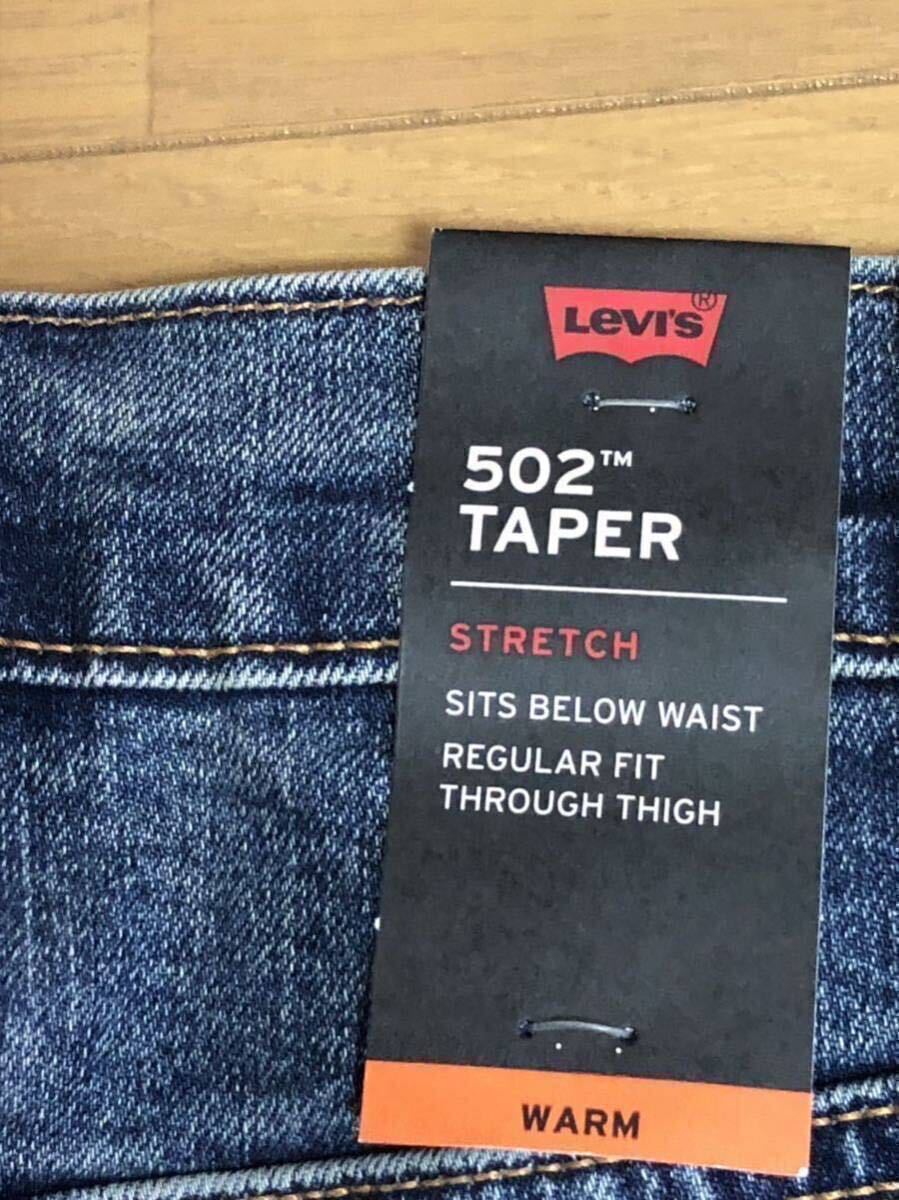 Levi's®
502™
TAPER
STRETCH
SITS BELOW WAIST
REGULAR FIT
THROUGH THIGH
WARM